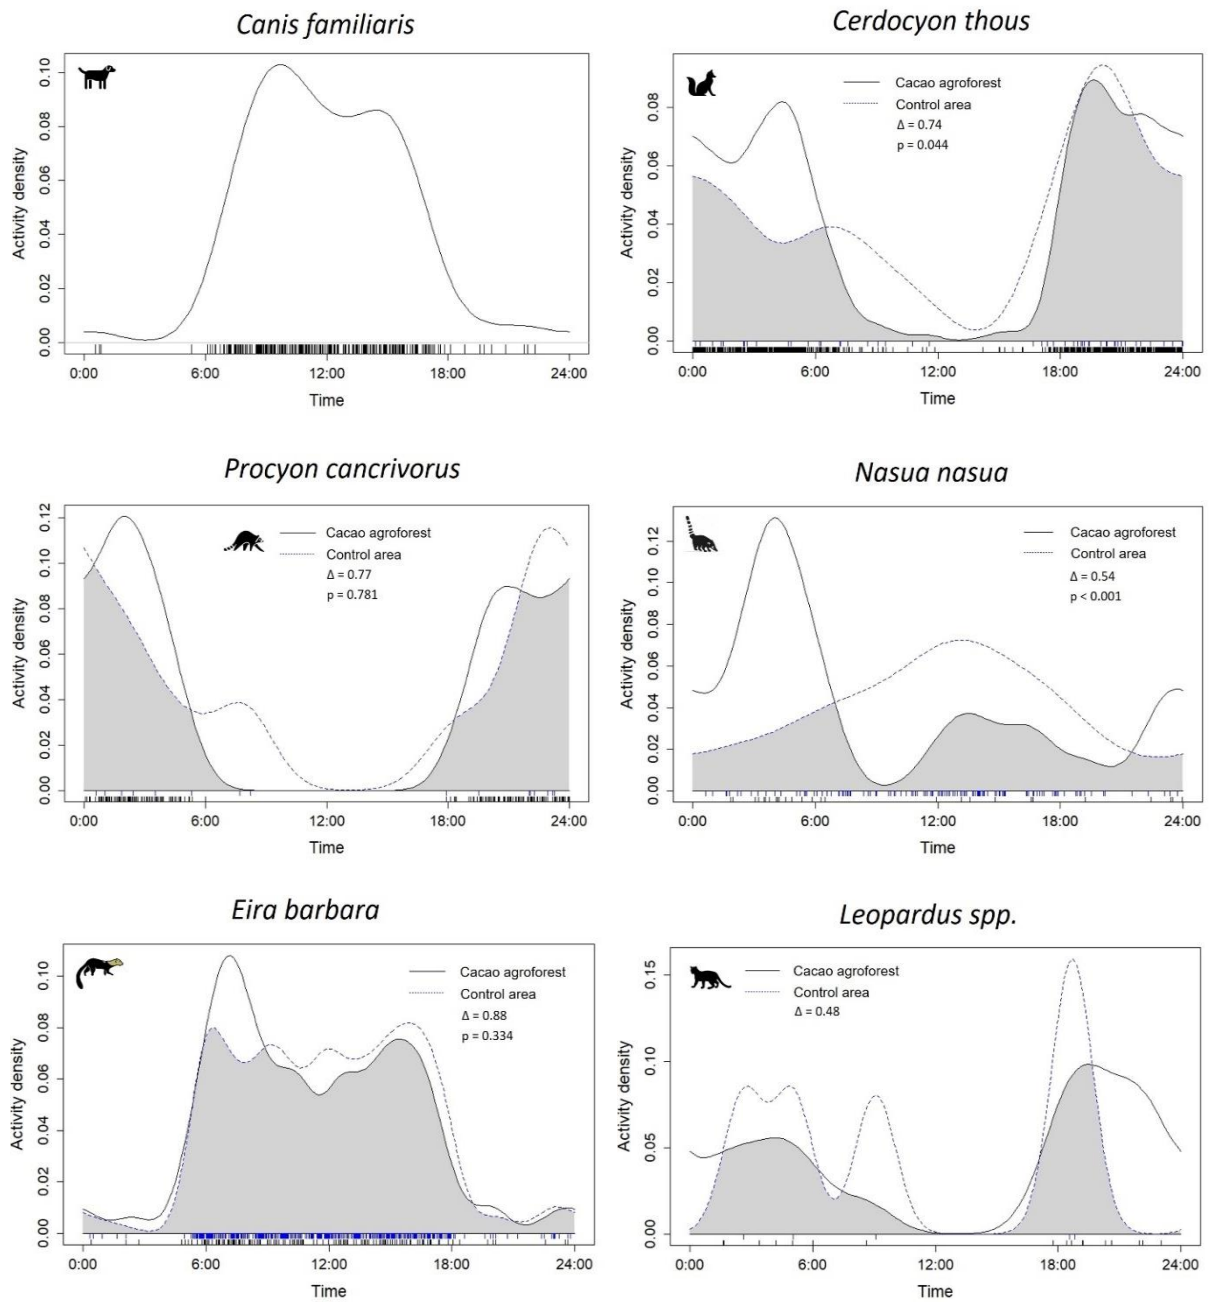 Canis familiaris
0.10
0.08
0.06
0.04
0.02
0.00
Activity density
0:00 6:00 12:00 18:00 24:00
Time
Cerdocyon thous
Cacao agroforest
Control area
Δ = 0.74
p = 0.044
0.08
0.06
0.04
0.02
0.00
Activity density
0:00 6:00 12:00 18:00 24:00
Time
Procyon cancrivorus
Cacao agroforest
Control area
Δ = 0.77
p = 0.781
0.12
0.10
0.08
0.06
0.04
0.02
0.00
Activity density
0:00 6:00 12:00 18:00 24:00
Time
Nasua nasua
Cacao agroforest
Control area
Δ = 0.54
p < 0.001
0.12
0.10
0.08
0.06
0.04
0.02
0.00
Activity density
0:00 6:00 12:00 18:00 24:00
Time
Eira barbara
Cacao agroforest
Control area
Δ = 0.88
p = 0.334
0.10
0.08
0.06
0.04
0.02
0.00
Activity density
0:00 6:00 12:00 18:00 24:00
Time
Leopardus spp.
Cacao agroforest
Control area
Δ = 0.48
0.15
0.10
0.05
0.00
Activity density
0:00 6:00 12:00 18:00 24:00
Time